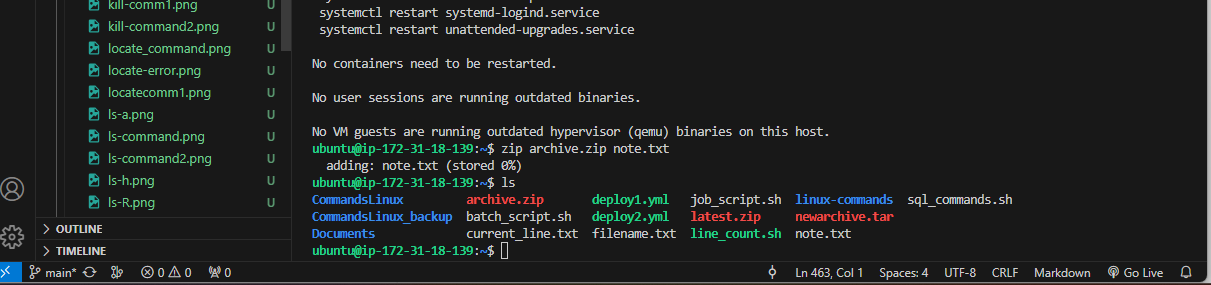 kill-comm1.png U
kill-command2.png U
locate_command.png U
locate-error.png U
locatecomm1.png U
ls-a.png U
ls-command.png U
ls-command2.png U
ls-h.png U
ls-R.png U
OUTLINE
TIMELINE
systemctl restart systemd-logind.service
systemctl restart unattended-upgrades.service
No containers need to be restarted.
No user sessions are running outdated binaries.
No VM guests are running outdated hypervisor (qemu) binaries on this host.
ubuntu@ip-172-31-18-139:~$ zip archive.zip note.txt
adding: note.txt (stored 0%)
ubuntu@ip-172-31-18-139:~$ ls
CommandsLinux archive.zip deploy1.yml job_script.sh linux-commands sql_commands.sh
CommandsLinux_backup batch_script.sh deploy2.yml latest.zip newarchive.tar
Documents current_line.txt filename.txt line_count.sh note.txt
ubuntu@ip-172-31-18-139:~$
main* 0 0 0 Ln 463, Col 1 Spaces: 4 UTF-8 CRLF Markdown Go Live